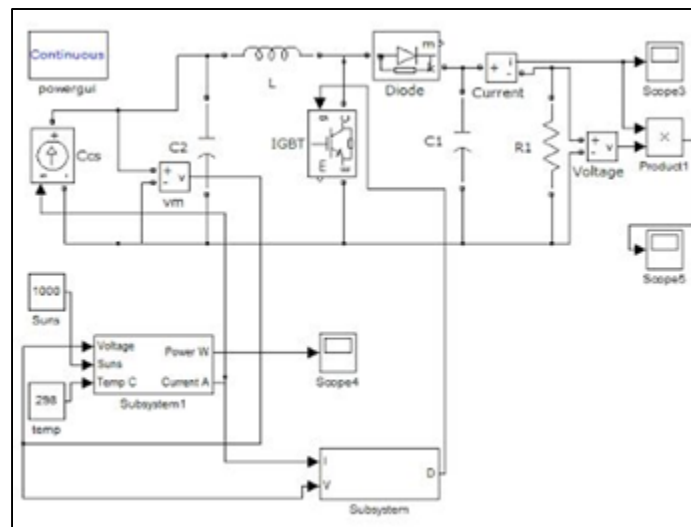 Continuous
powergui
L
m
k
Diode
+
-
i
Current
Scope3
Ccs
+
s
-
C2
+
-
v
vm
IGBT
g
C
m
E
C1
R1
+
-
v
Voltage
×
Product1
Scope5
1000
Suns
298
temp
Voltage
Suns
Temp C
Power W
Current A
Subsystem1
Scope4
I
V
D
Subsystem